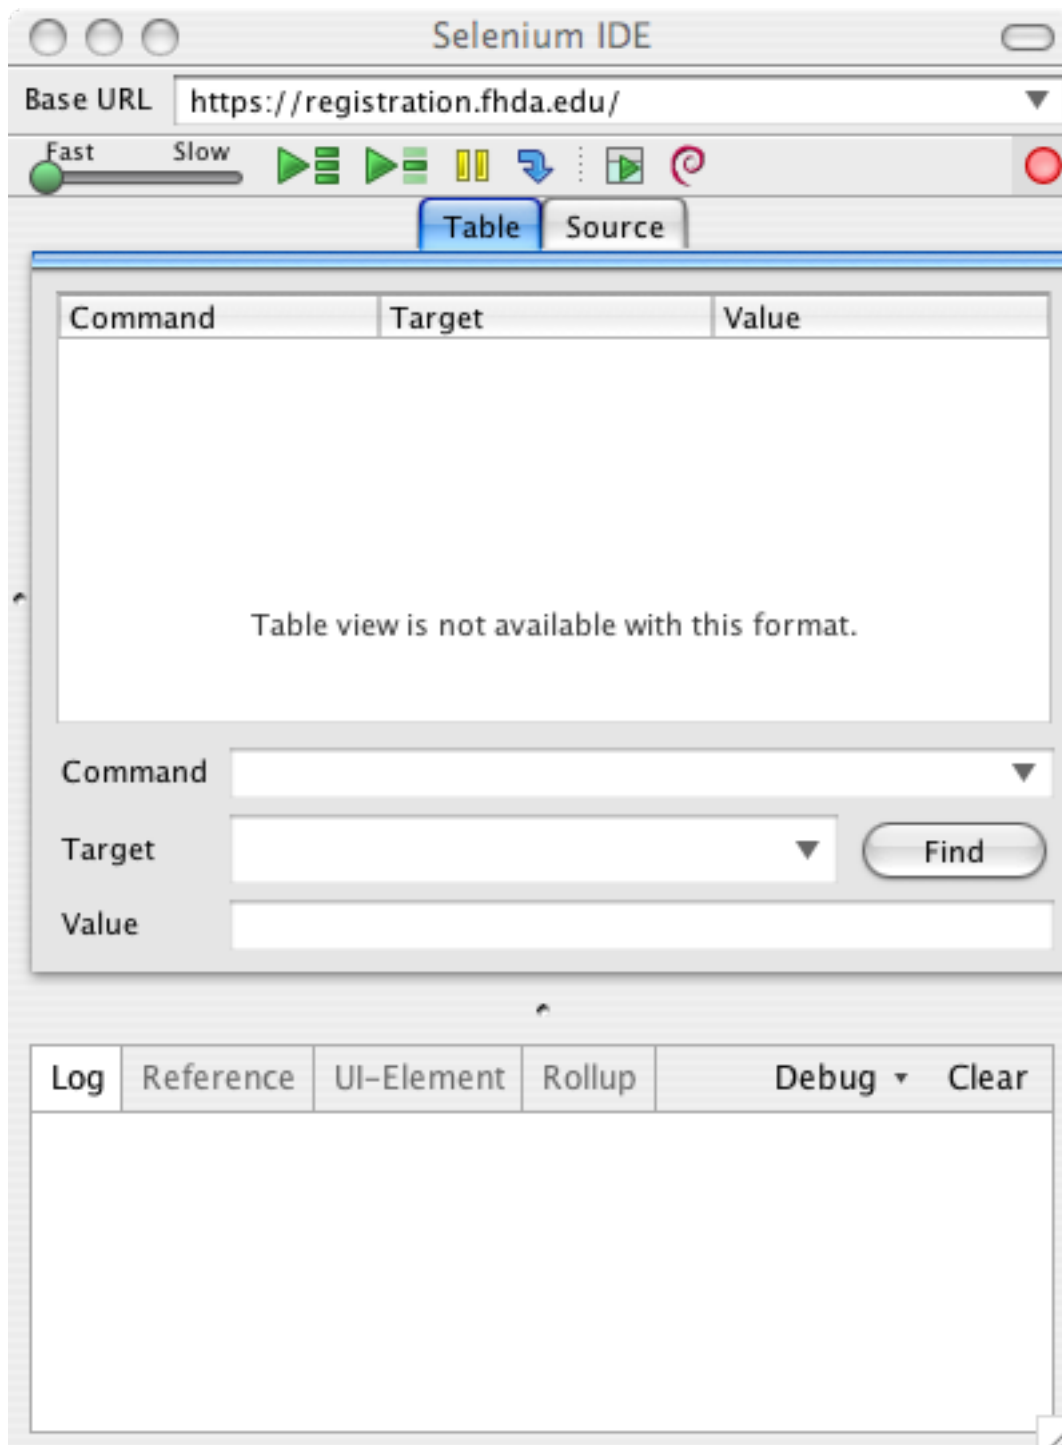 Selenium IDE
Base URL https://registration.fhda.edu/
Fast Slow
Table Source
Command Target Value
Table view is not available with this format.
Command
Target Find
Value
Log Reference UI-Element Rollup Debug Clear